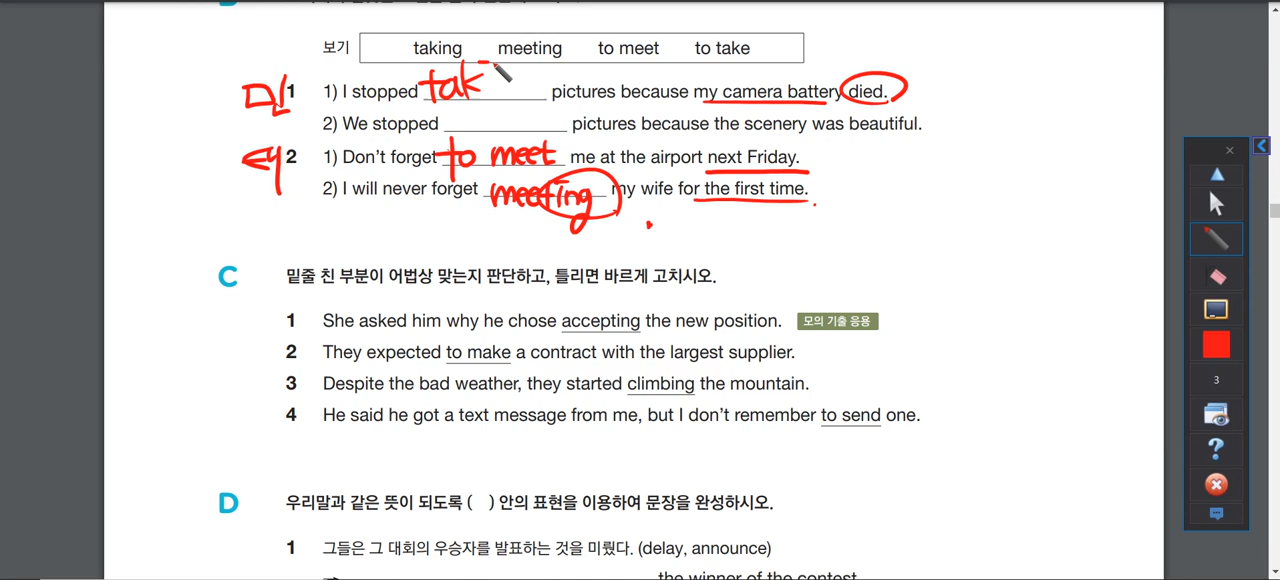 보기 taking meeting to meet to take
1 1) I stopped tak pictures because my camera battery died.
2) We stopped ____________ pictures because the scenery was beautiful.
2 1) Don't forget to meet me at the airport next Friday.
2) I will never forget meeting my wife for the first time.
C 밑줄 친 부분이 어법상 맞는지 판단하고, 틀리면 바르게 고치시오.
1 She asked him why he chose accepting the new position. 모의 기출 응용
2 They expected to make a contract with the largest supplier.
3 Despite the bad weather, they started climbing the mountain.
4 He said he got a text message from me, but I don't remember to send one.
D 우리말과 같은 뜻이 되도록 ( ) 안의 표현을 이용하여 문장을 완성하시오.
1 그들은 그 대회의 우승자를 발표하는 것을 미뤘다. (delay, announce)
the winner of the contest
3